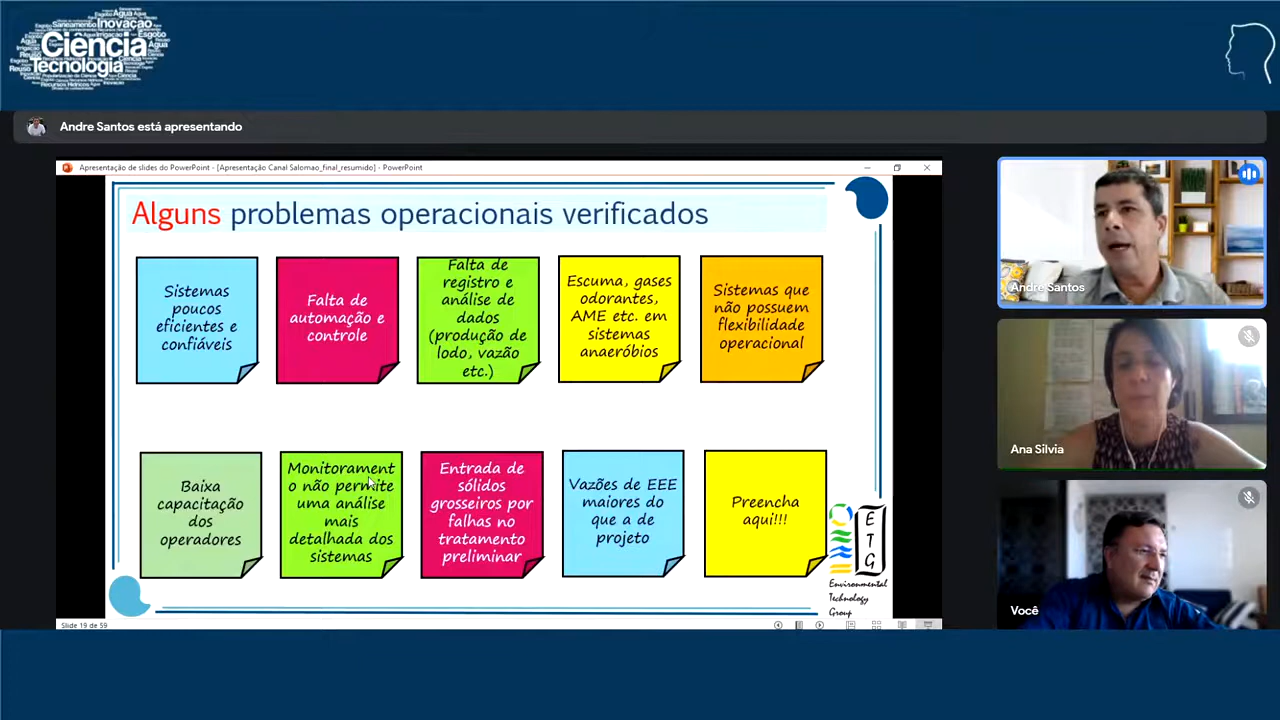 Inovação
Ciência
Tecnologia
Andre Santos está apresentando
Apresentação de slides do PowerPoint - [Apresentação Canal Salomao_final_resumido] - PowerPoint
Alguns problemas operacionais verificados
Sistemas
poucos
eficientes e
confiáveis
Falta de
automação e
controle
Falta de
registro e
análise de
dados
(produção de
lodo, vazão
etc.)
Escuma, gases
odorantes,
AME etc. em
sistemas
anaeróbios
Sistemas que
não possuem
flexibilidade
operacional
Baixa
capacitação
dos
operadores
Monitorament
o não permite
uma análise
mais
detalhada dos
sistemas
Entrada de
sólidos
grosseiros por
falhas no
tratamento
preliminar
Vazões de EEE
maiores do
que a de
projeto
Preencha
aqui!!!
E
T
G
Environmental
Technology
Group
Slide 19 de 59
Andre Santos
Ana Silvia
Você